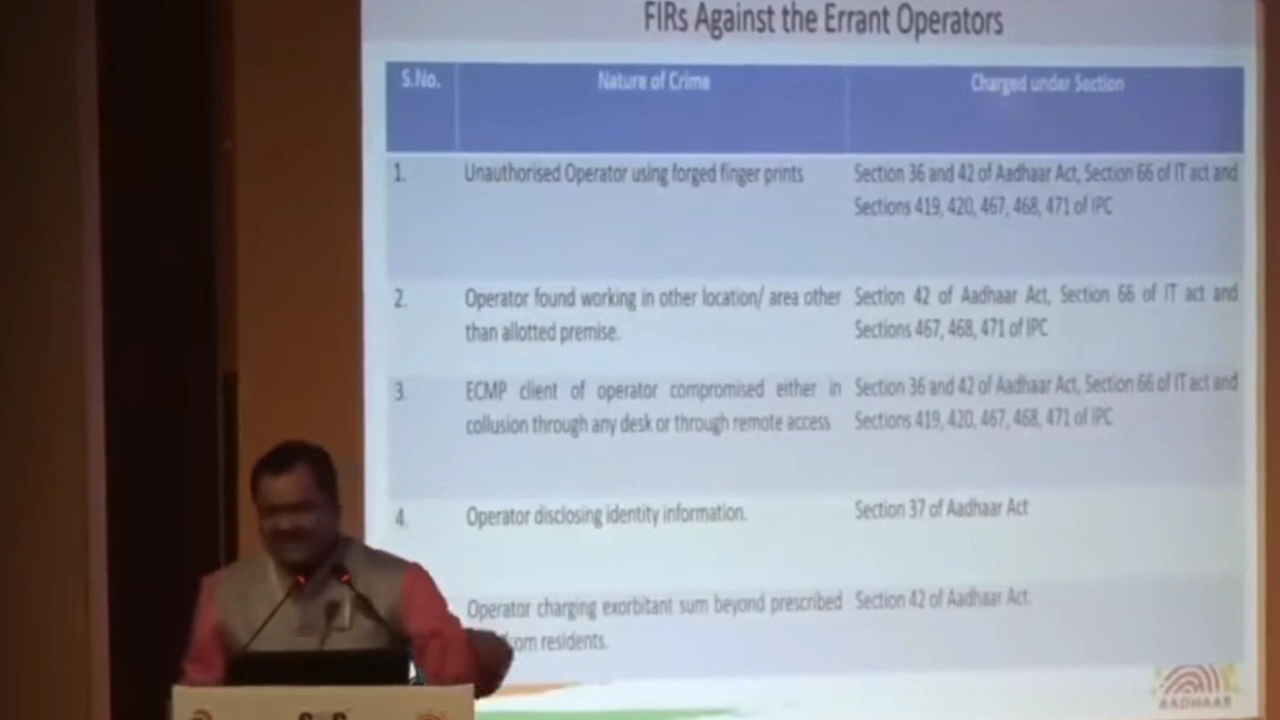 FIRs Against the Errant Operators
S.No.
Nature of Crime
Charged under Section
1.
Unauthorised Operator using forged finger prints
Section 36 and 42 of Aadhaar Act, Section 66 of IT act and
Sections 419, 420, 467, 468, 471 of IPC
2.
Operator found working in other location/ area other
than allotted premise.
Section 42 of Aadhaar Act, Section 66 of IT act and
Sections 467, 468, 471 of IPC
3.
ECMP client of operator compromised either in
collusion through any desk or through remote access
Section 36 and 42 of Aadhaar Act, Section 66 of IT act and
Sections 419, 420, 467, 468, 471 of IPC
4.
Operator disclosing identity information.
Section 37 of Aadhaar Act
Operator charging exorbitant sum beyond prescribed
residents.
Section 42 of Aadhaar Act.
AADHAAR